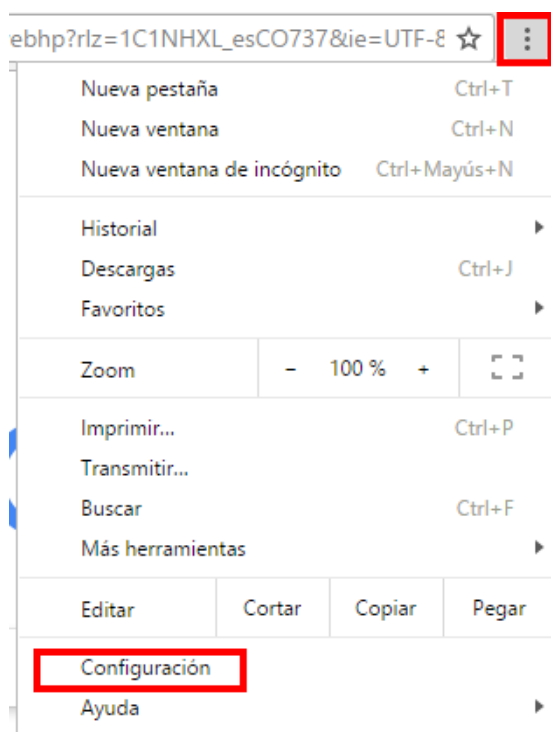 ebhp?rlz=1C1NHXL_esCO737&ie=UTF-8
Nueva pestaña Ctrl+T
Nueva ventana Ctrl+N
Nueva ventana de incógnito Ctrl+Mayús+N
Historial
Descargas Ctrl+J
Favoritos
Zoom - 100 % +
Imprimir... Ctrl+P
Transmitir...
Buscar Ctrl+F
Más herramientas
Editar Cortar Copiar Pegar
Configuración
Ayuda